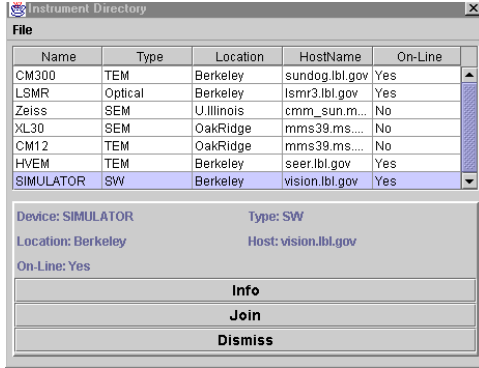 Instrument Directory
File
Name Type Location HostName On-Line
CM300 TEM Berkeley sundog.lbl.gov Yes
LSMR Optical Berkeley lsmr3.lbl.gov Yes
Zeiss SEM U.Illinois cmm_sun.m... No
XL30 SEM OakRidge mms39.ms.... No
CM12 TEM OakRidge mms39.ms.... No
HVEM TEM Berkeley seer.lbl.gov Yes
SIMULATOR SW Berkeley vision.lbl.gov Yes
Device: SIMULATOR Type: SW
Location: Berkeley Host: vision.lbl.gov
On-Line: Yes
Info
Join
Dismiss